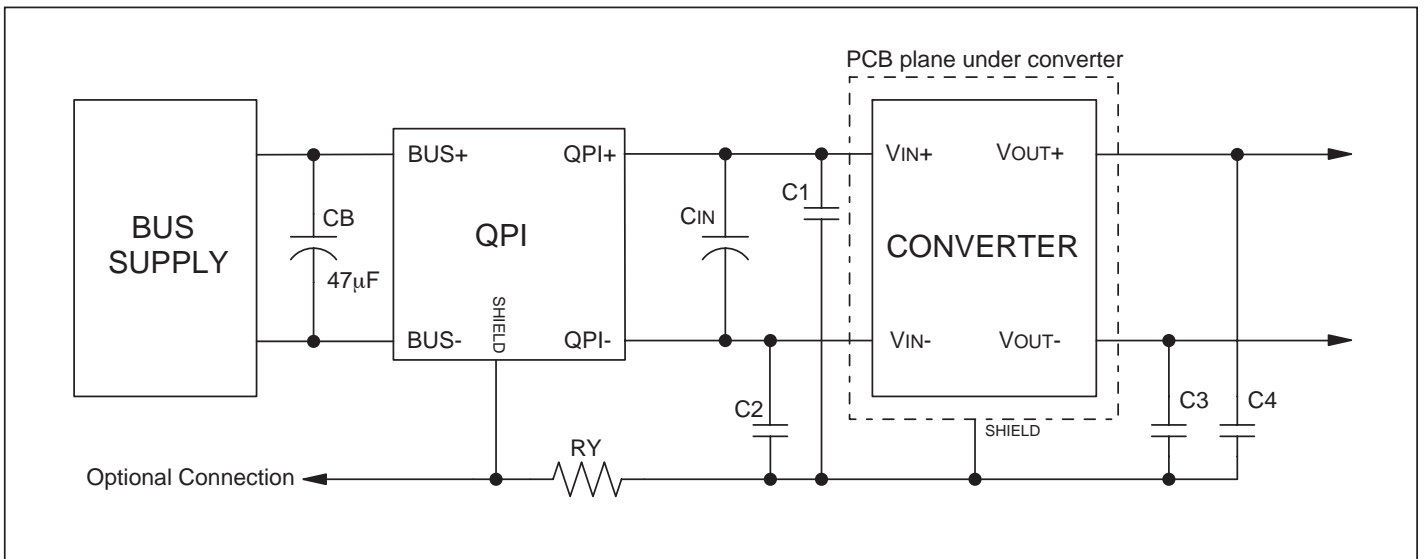 PCB plane under converter
BUS SUPPLY
CB
47μF
BUS+
QPI+
QPI
SHIELD
BUS-
QPI-
CIN
C1
C2
VIN+
VOUT+
CONVERTER
VIN-
VOUT-
SHIELD
C3
C4
RY
Optional Connection